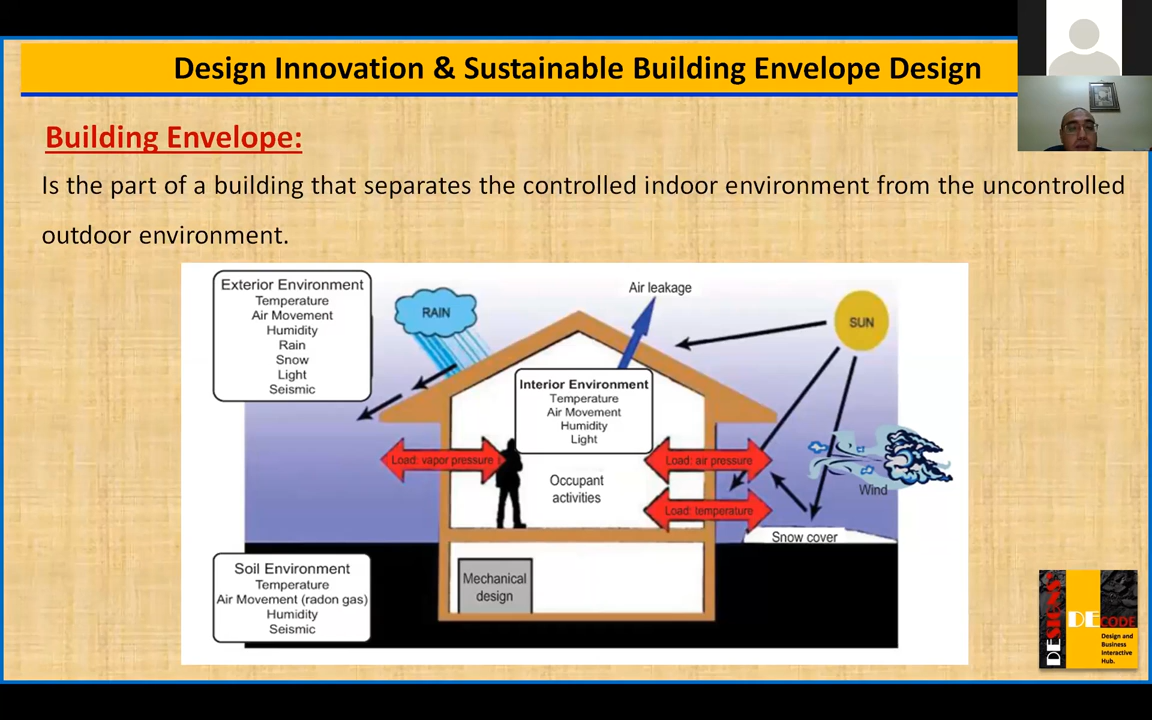 Design Innovation & Sustainable Building Envelope Design
Building Envelope:
Is the part of a building that separates the controlled indoor environment from the uncontrolled
outdoor environment.
Exterior Environment
Temperature
Air Movement
Humidity
Rain
Snow
Light
Seismic
RAIN
Air leakage
SUN
Interior Environment
Temperature
Air Movement
Humidity
Light
Load: vapor pressure
Load: air pressure
Occupant
activities
Wind
Load: temperature
Snow cover
Soil Environment
Temperature
Air Movement (radon gas)
Humidity
Seismic
Mechanical
design
DESIGNS
DECODE
Design and
Business
Interactive
Hub.